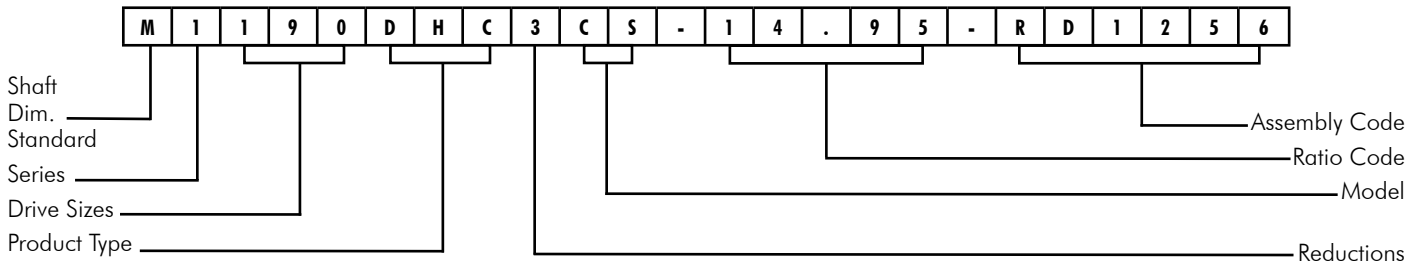 M 1 1 9 0 D H C 3 C S - 1 4 . 9 5 - R D 1 2 5 6
Shaft
Dim.
Standard
Series
Drive Sizes
Product Type
Assembly Code
Ratio Code
Model
Reductions